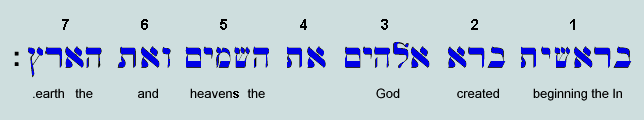 7 6 5 4 3 2 1
בראשית ברא אלהים את השמים ואת הארץ:
.earth the and heavens the God created beginning the In